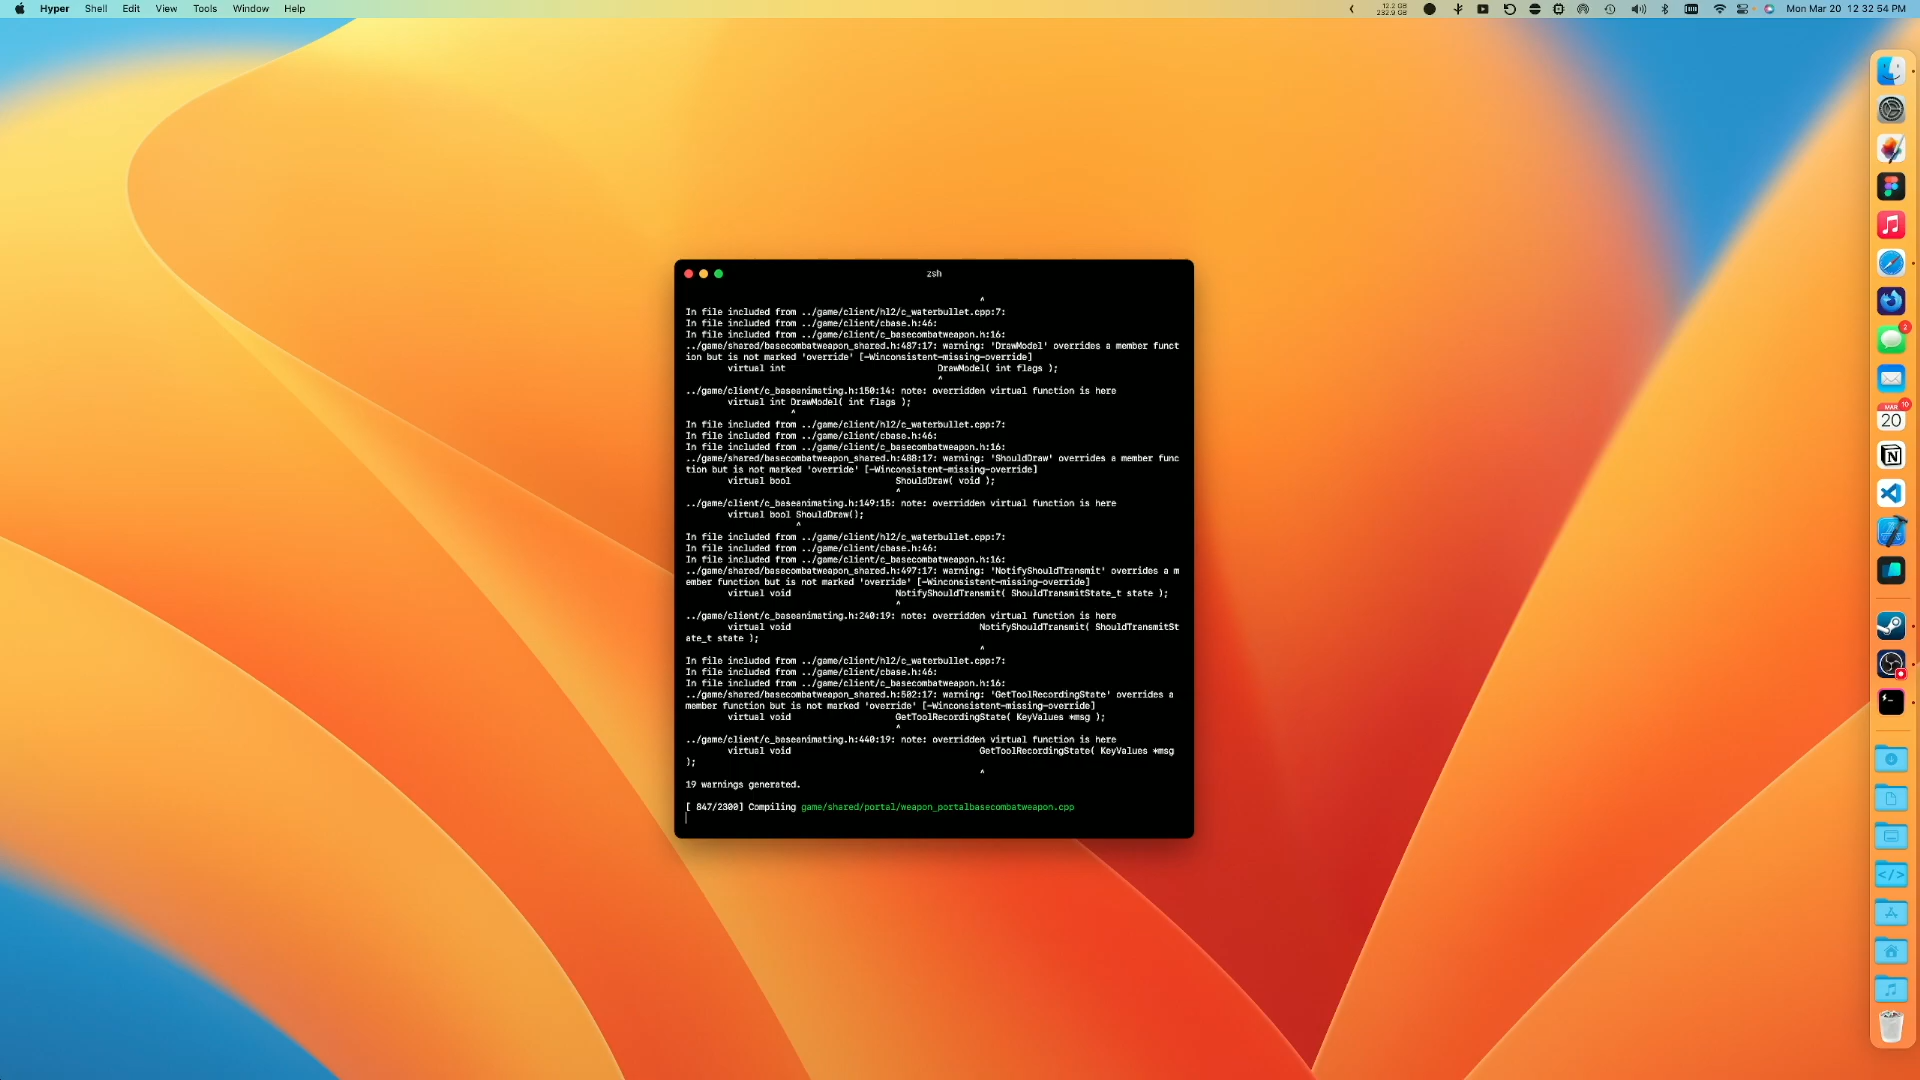 Hyper Shell Edit View Tools Window Help
12.2 GB
232.9 GB
Mon Mar 20 12 32 54 PM
zsh
^
In file included from ../game/client/hl2/c_waterbullet.cpp:7:
In file included from ../game/client/cbase.h:46:
In file included from ../game/client/c_basecombatweapon.h:16:
../game/shared/basecombatweapon_shared.h:487:17: warning: 'DrawModel' overrides a member funct
ion but is not marked 'override' [-Winconsistent-missing-override]
virtual int DrawModel( int flags );
^
../game/client/c_baseanimating.h:150:14: note: overridden virtual function is here
virtual int DrawModel( int flags );
^
In file included from ../game/client/hl2/c_waterbullet.cpp:7:
In file included from ../game/client/cbase.h:46:
In file included from ../game/client/c_basecombatweapon.h:16:
../game/shared/basecombatweapon_shared.h:488:17: warning: 'ShouldDraw' overrides a member func
tion but is not marked 'override' [-Winconsistent-missing-override]
virtual bool ShouldDraw( void );
^
../game/client/c_baseanimating.h:149:15: note: overridden virtual function is here
virtual bool ShouldDraw();
^
In file included from ../game/client/hl2/c_waterbullet.cpp:7:
In file included from ../game/client/cbase.h:46:
In file included from ../game/client/c_basecombatweapon.h:16:
../game/shared/basecombatweapon_shared.h:497:17: warning: 'NotifyShouldTransmit' overrides a m
ember function but is not marked 'override' [-Winconsistent-missing-override]
virtual void NotifyShouldTransmit( ShouldTransmitState_t state );
^
../game/client/c_baseanimating.h:240:19: note: overridden virtual function is here
virtual void NotifyShouldTransmit( ShouldTransmitSt
ate_t state );
^
In file included from ../game/client/hl2/c_waterbullet.cpp:7:
In file included from ../game/client/cbase.h:46:
In file included from ../game/client/c_basecombatweapon.h:16:
../game/shared/basecombatweapon_shared.h:502:17: warning: 'GetToolRecordingState' overrides a
member function but is not marked 'override' [-Winconsistent-missing-override]
virtual void GetToolRecordingState( KeyValues *msg );
^
../game/client/c_baseanimating.h:440:19: note: overridden virtual function is here
virtual void GetToolRecordingState( KeyValues *msg
);
^
19 warnings generated.
[ 847/2300] Compiling game/shared/portal/weapon_portalbasecombatweapon.cpp
2
MAR
20